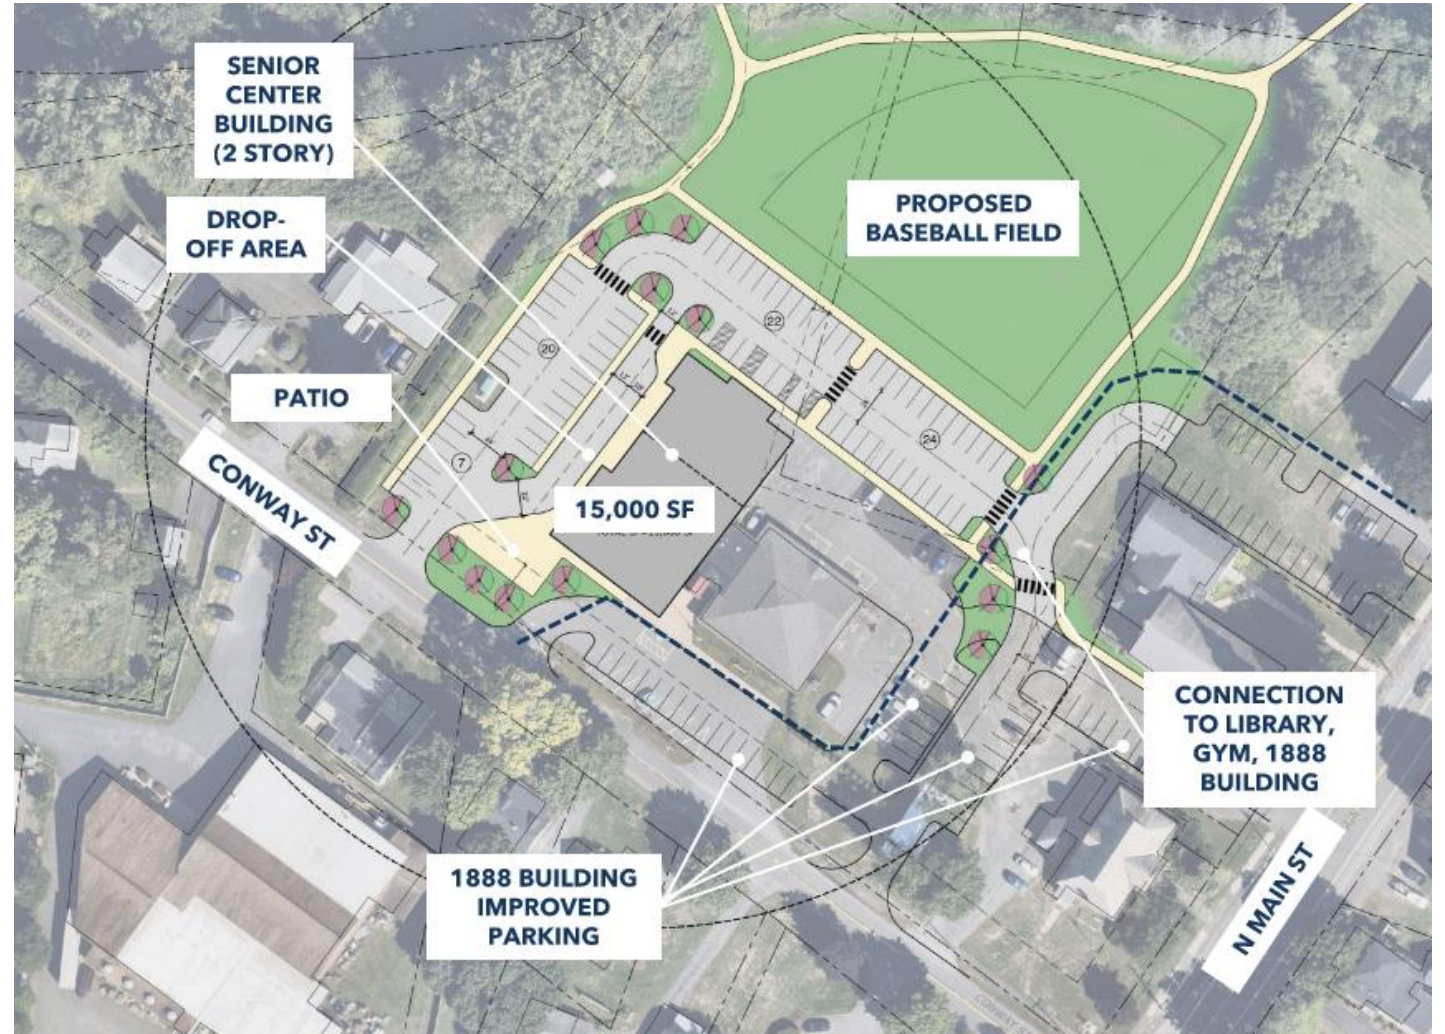 SENIOR
CENTER
BUILDING
(2 STORY)
DROP-
OFF AREA
PROPOSED
BASEBALL FIELD
22
20
PATIO
24
7
CONWAY ST
15,000 SF
CONNECTION
TO LIBRARY,
GYM, 1888
BUILDING
1888 BUILDING
IMPROVED
PARKING
N MAIN ST